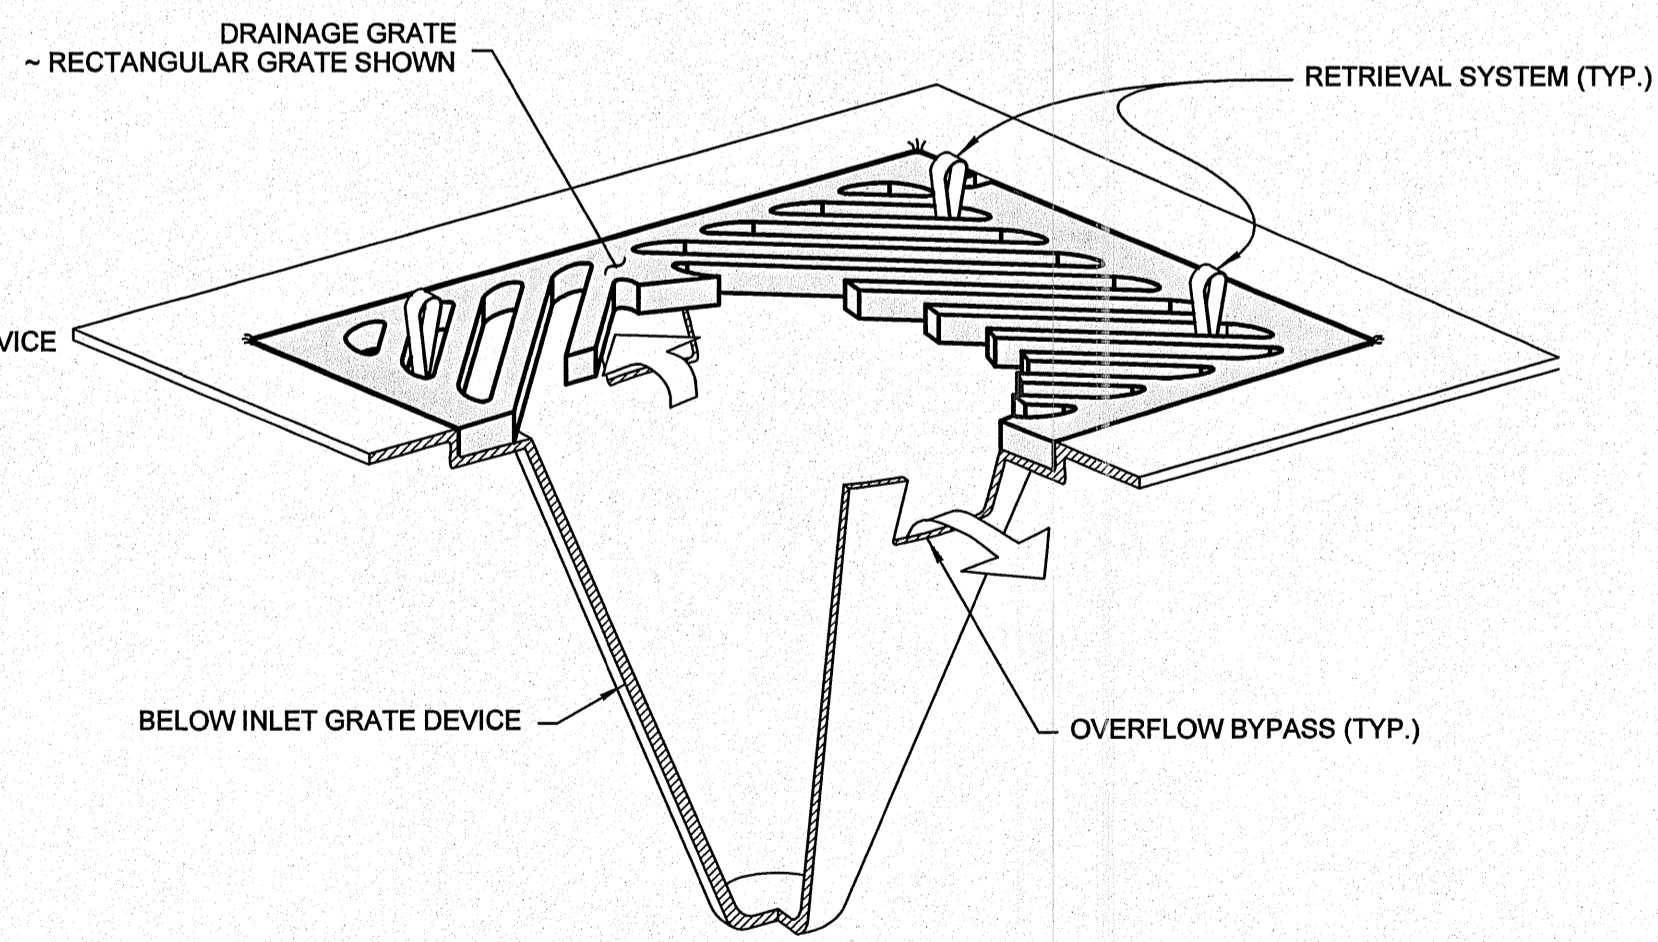 DRAINAGE GRATE
~ RECTANGULAR GRATE SHOWN
RETRIEVAL SYSTEM (TYP.)
VICE
BELOW INLET GRATE DEVICE
OVERFLOW BYPASS (TYP.)